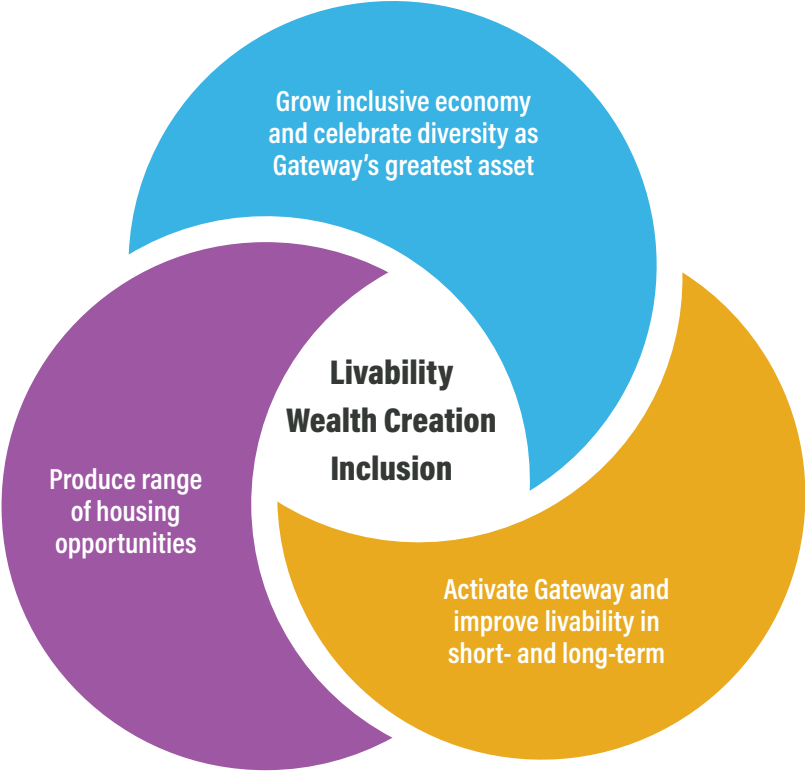 Grow inclusive economy
and celebrate diversity as
Gateway's greatest asset
Livability
Wealth Creation
Inclusion
Produce range
of housing
opportunities
Activate Gateway and
improve livability in
short- and long-term